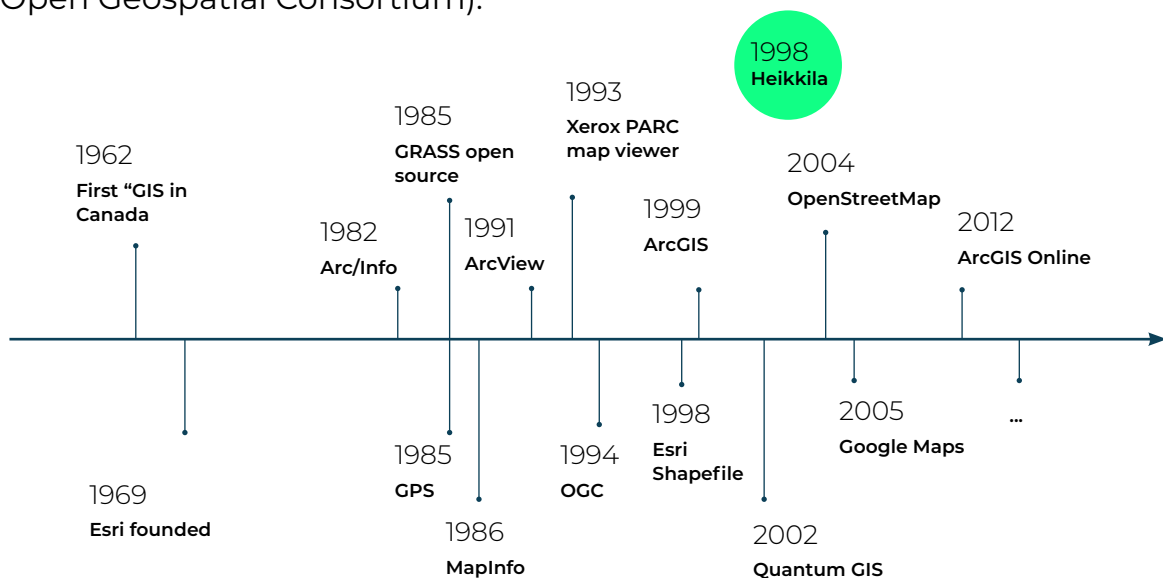 Open Geospatial Consortium).
1998
Heikkila
1993
Xerox PARC
map viewer
1985
GRASS open
source
1962
First “GIS in
Canada
2004
OpenStreetMap
1999
ArcGIS
2012
ArcGIS Online
1982
Arc/Info
1991
ArcView
1969
Esri founded
1985
GPS
1986
MapInfo
1994
OGC
1998
Esri
Shapefile
2002
Quantum GIS
2005
Google Maps
...